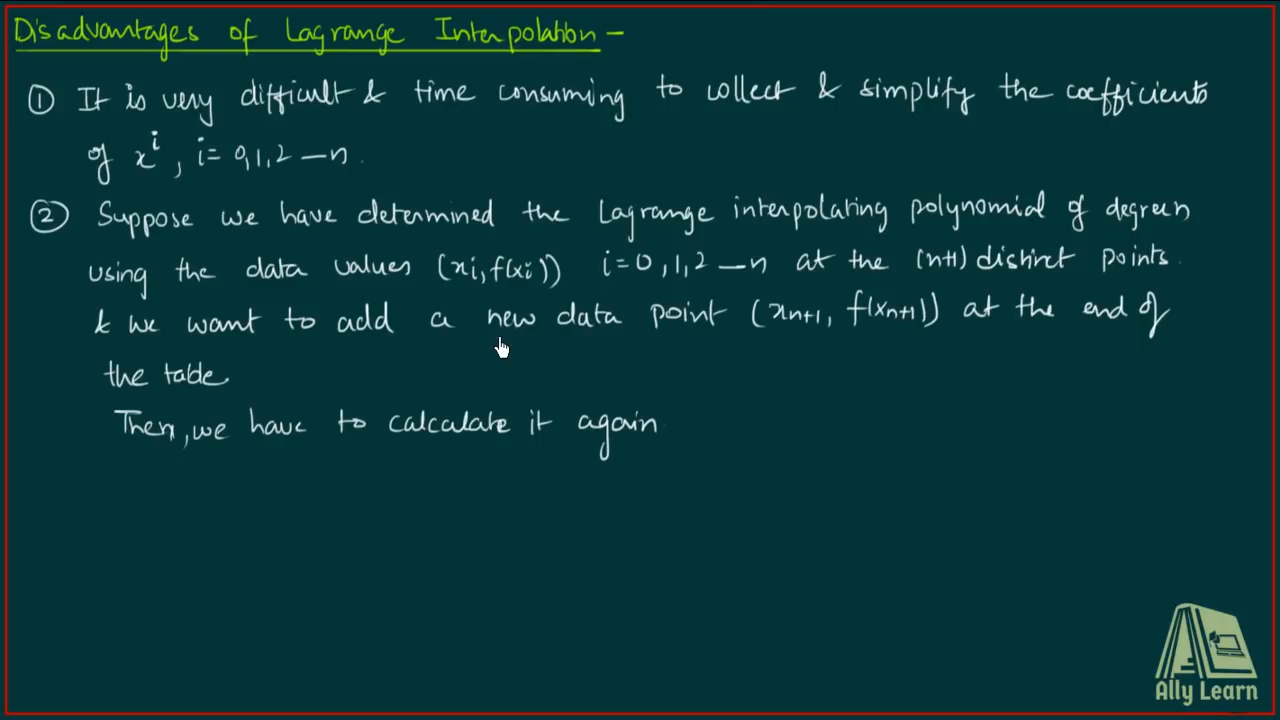 Disadvantages of Lagrange Interpolation -
① It is very difficult & time consuming to collect & simplify the coefficients
of xⁱ, i = 0,1,2 — n.
② Suppose we have determined the Lagrange interpolating polynomial of degree n
using the data values (xi, f(xi)) i = 0, 1, 2 — n at the (n+1) distinct points.
& we want to add a new data point (xn+1, f(xn+1)) at the end of
the table
Then, we have to calculate it again
Ally Learn